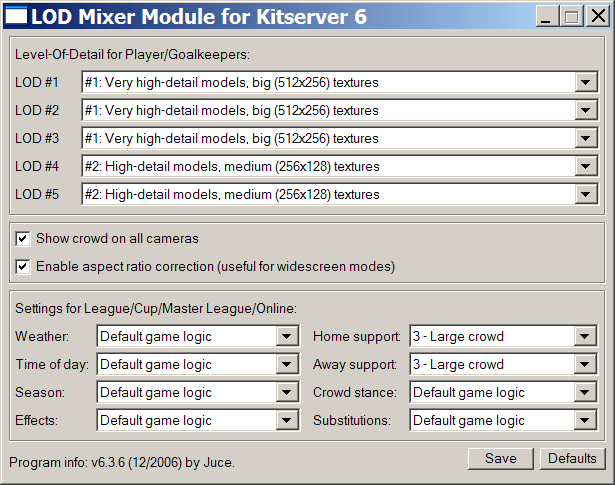 LOD Mixer Module for Kitserver 6
Level-Of-Detail for Player/Goalkeepers:
LOD #1 #1: Very high-detail models, big (512x256) textures
LOD #2 #1: Very high-detail models, big (512x256) textures
LOD #3 #1: Very high-detail models, big (512x256) textures
LOD #4 #2: High-detail models, medium (256x128) textures
LOD #5 #2: High-detail models, medium (256x128) textures
Show crowd on all cameras
Enable aspect ratio correction (useful for widescreen modes)
Settings for League/Cup/Master League/Online:
Weather: Default game logic Home support: 3 - Large crowd
Time of day: Default game logic Away support: 3 - Large crowd
Season: Default game logic Crowd stance: Default game logic
Effects: Default game logic Substitutions: Default game logic
Program info: v6.3.6 (12/2006) by Juce. Save Defaults